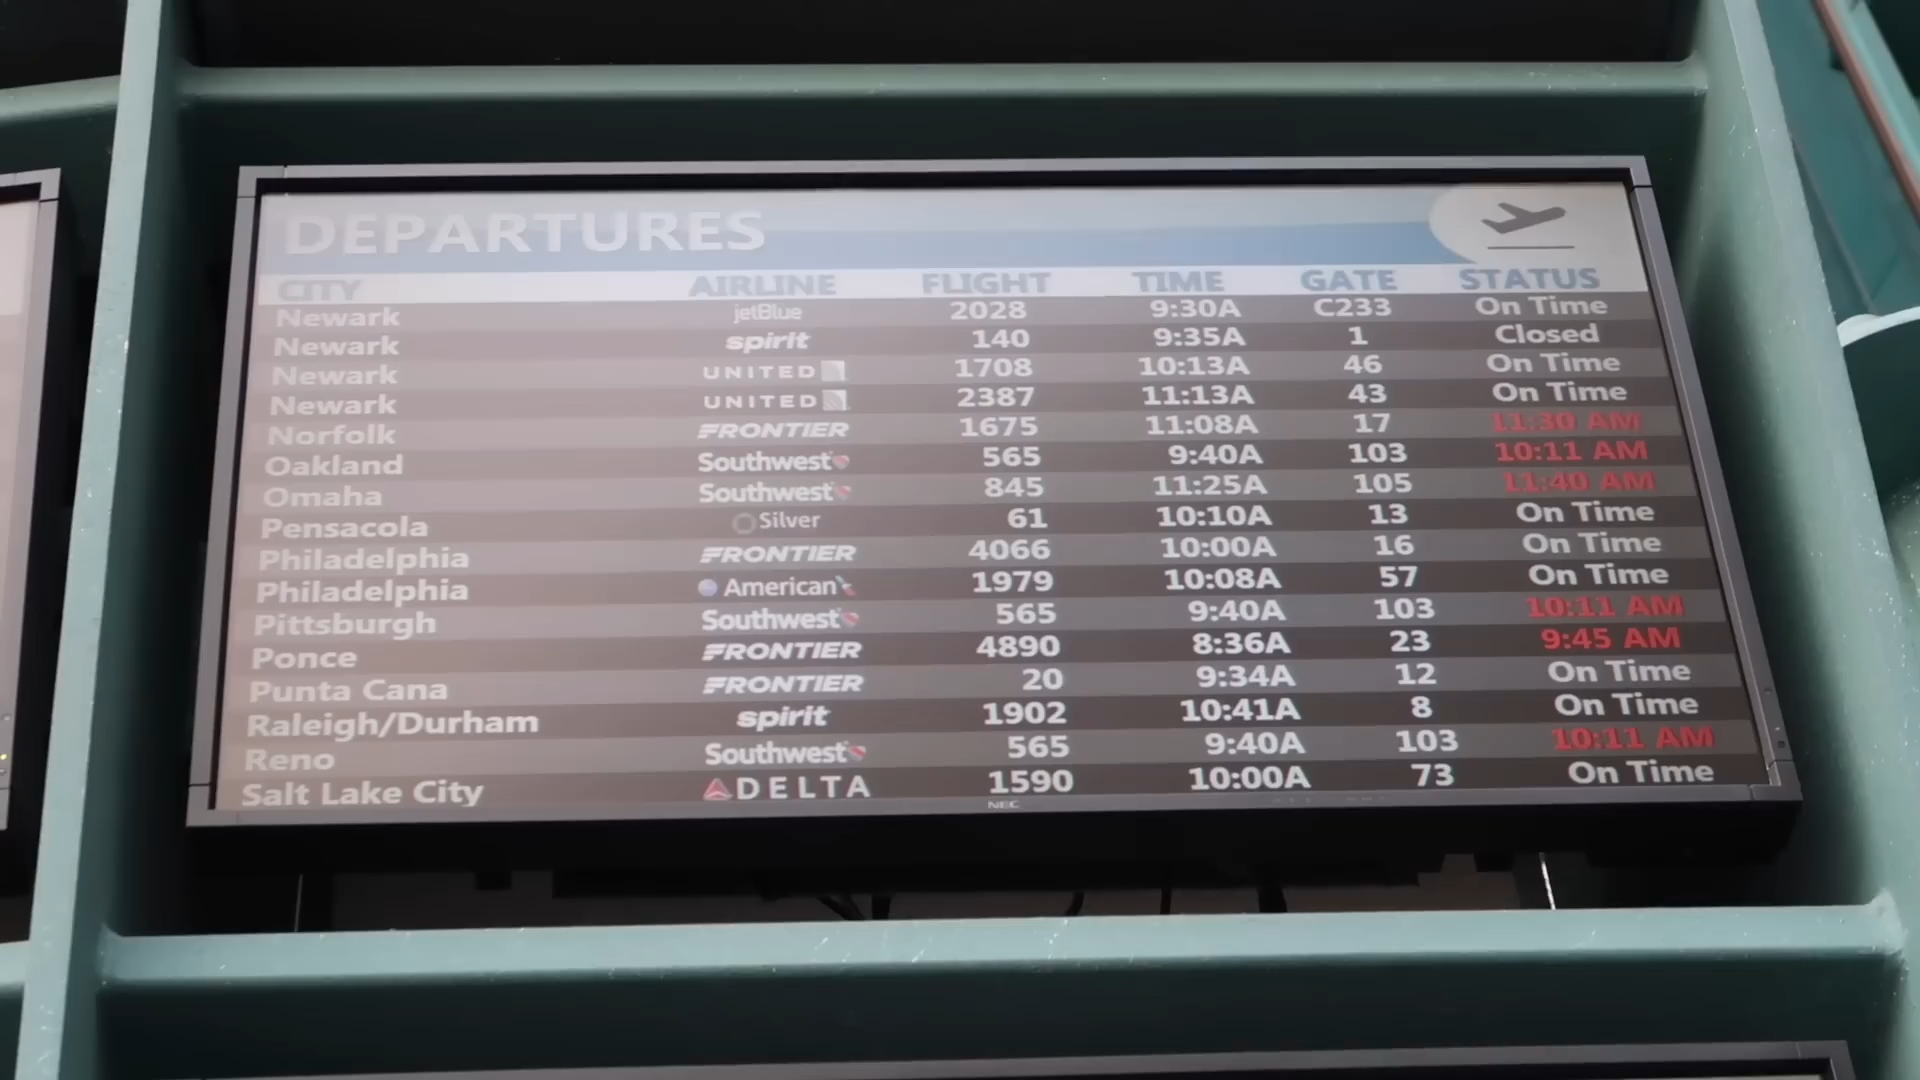 DEPARTURES
CITY AIRLINE FLIGHT TIME GATE STATUS
Newark jetBlue 2028 9:30A C233 On Time
Newark spirit 140 9:35A 1 Closed
Newark UNITED 1708 10:13A 46 On Time
Newark UNITED 2387 11:13A 43 On Time
Norfolk FRONTIER 1675 11:08A 17 11:30 AM
Oakland Southwest 565 9:40A 103 10:11 AM
Omaha Southwest 845 11:25A 105 11:40 AM
Pensacola Silver 61 10:10A 13 On Time
Philadelphia FRONTIER 4066 10:00A 16 On Time
Philadelphia American 1979 10:08A 57 On Time
Pittsburgh Southwest 565 9:40A 103 10:11 AM
Ponce FRONTIER 4890 8:36A 23 9:45 AM
Punta Cana FRONTIER 20 9:34A 12 On Time
Raleigh/Durham spirit 1902 10:41A 8 On Time
Reno Southwest 565 9:40A 103 10:11 AM
Salt Lake City DELTA 1590 10:00A 73 On Time
NEC